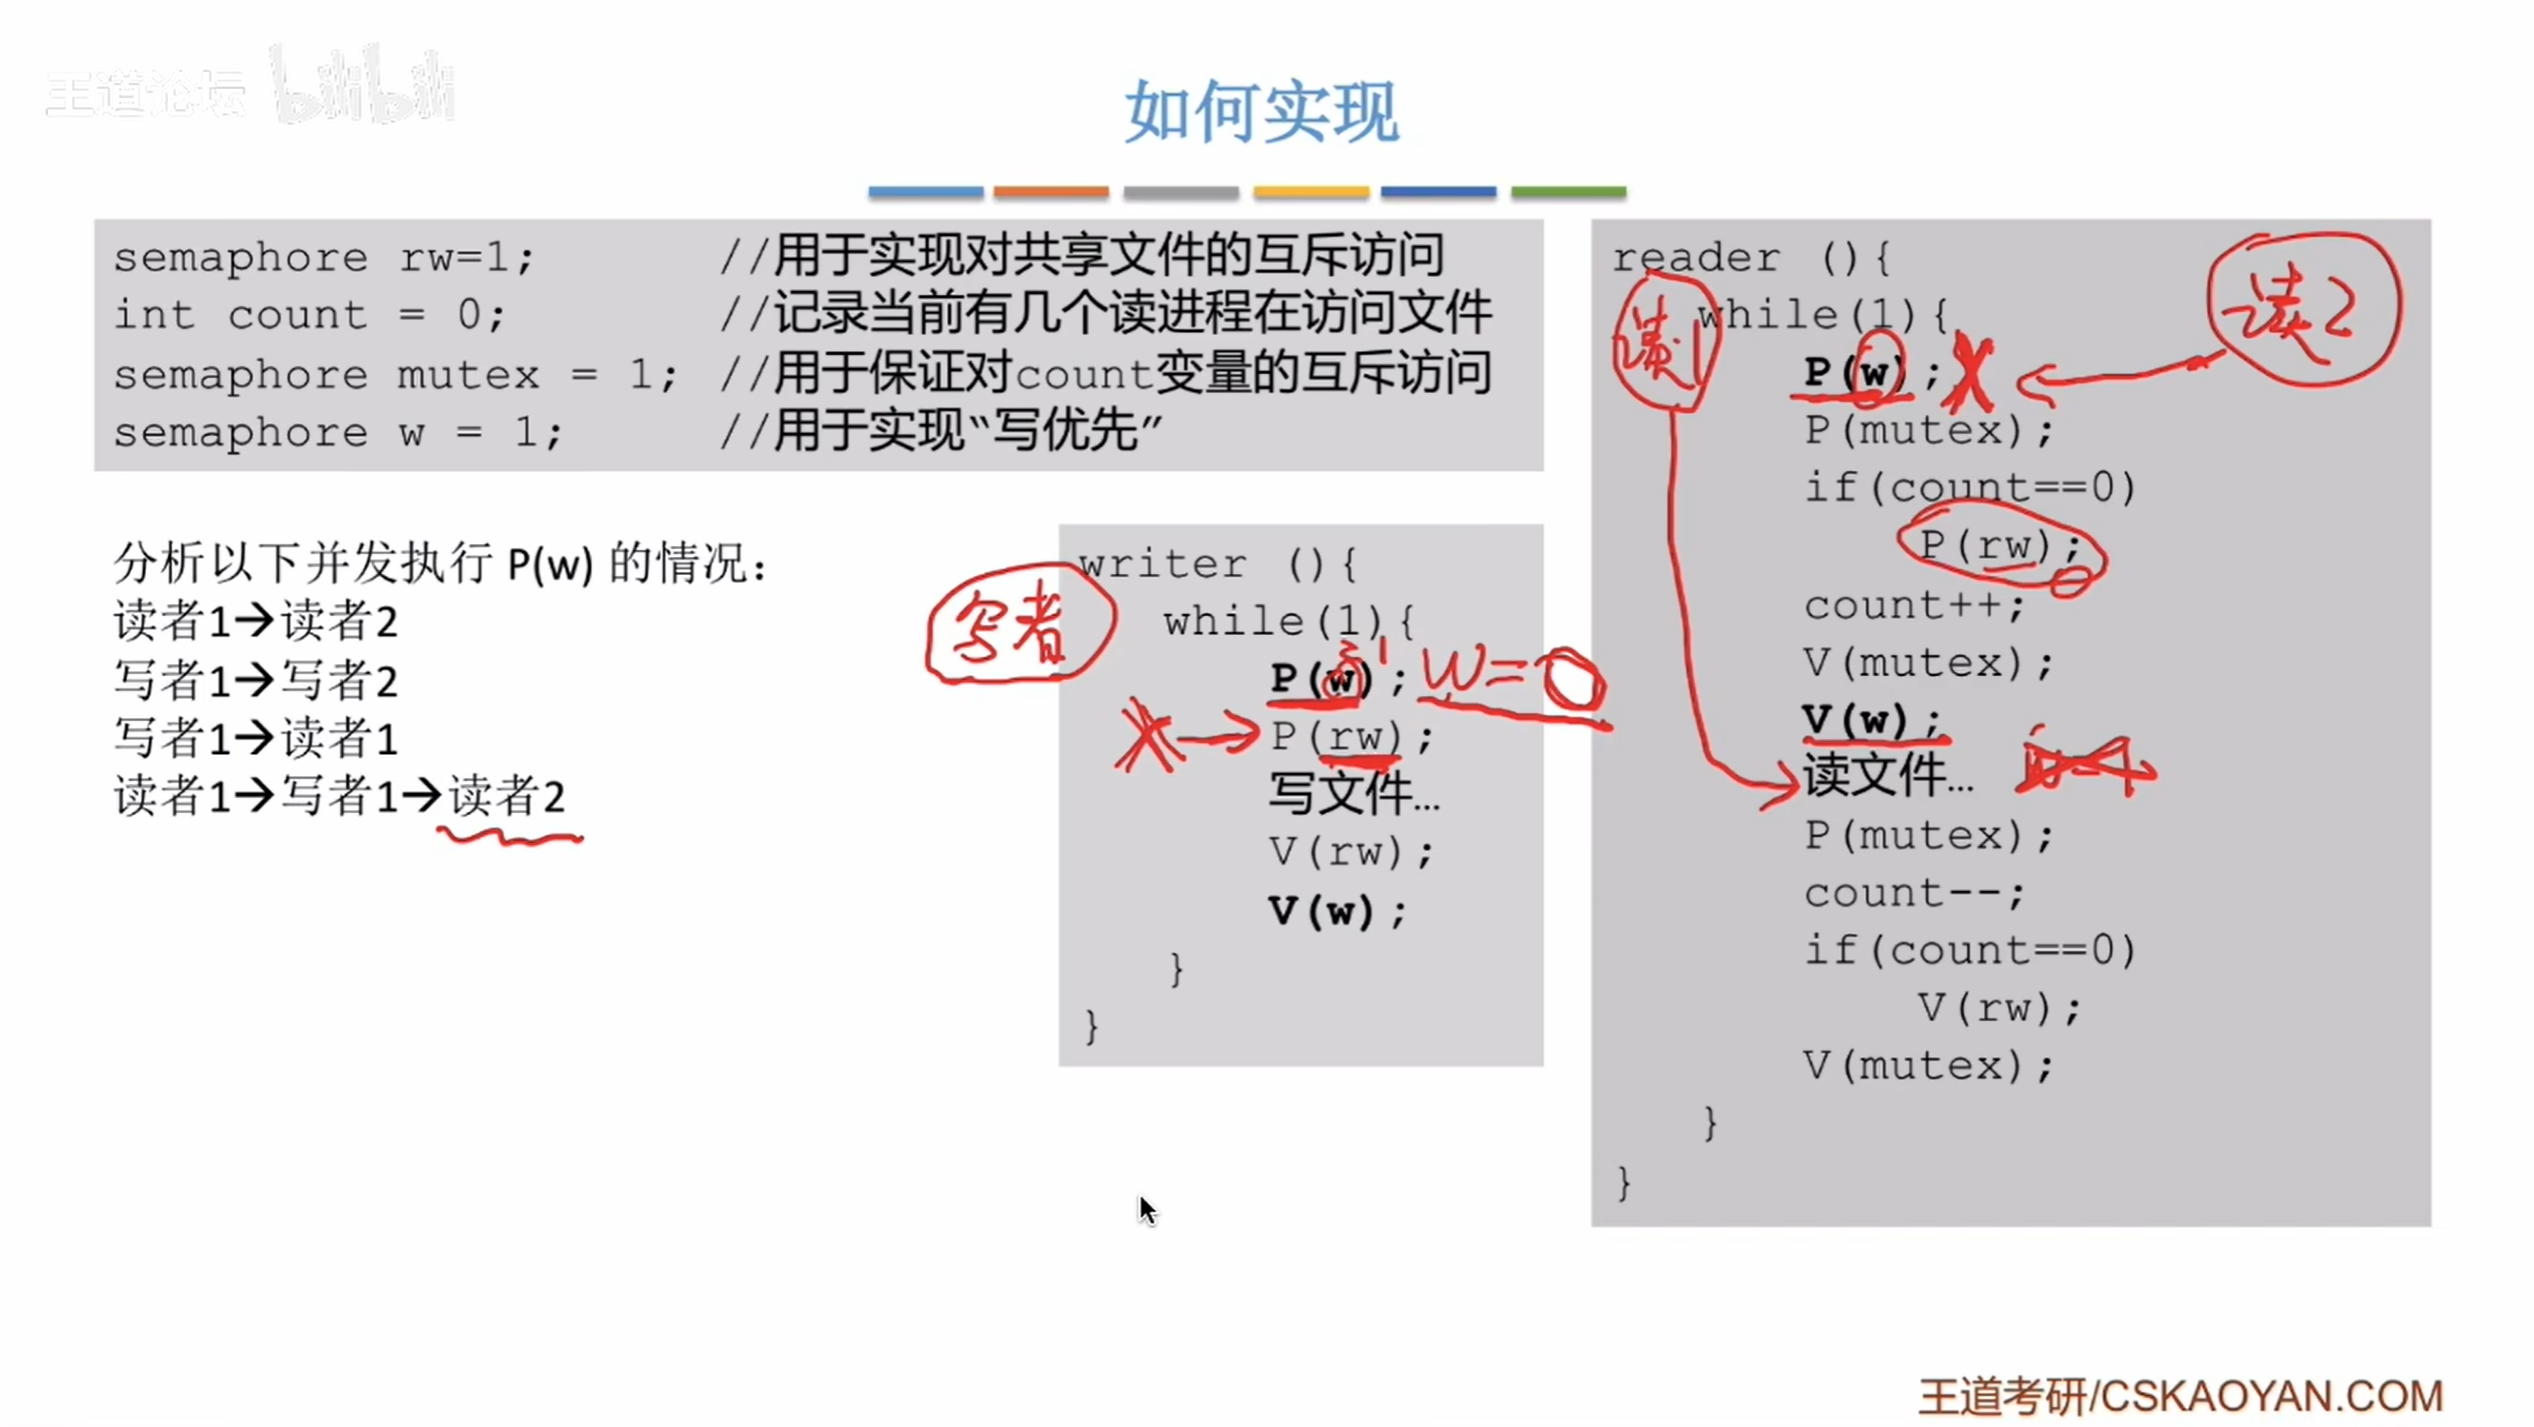 王道论坛 bilibili
如何实现
semaphore rw=1; //用于实现对共享文件的互斥访问
int count = 0; //记录当前有几个读进程在访问文件
semaphore mutex = 1; //用于保证对count变量的互斥访问
semaphore w = 1; //用于实现“写优先”
分析以下并发执行 P(w) 的情况：
读者1→读者2
写者1→写者2
写者1→读者1
读者1→写者1→读者2
writer (){
while(1){
P(w);
P(rw);
写文件…
V(rw);
V(w);
}
}
写者
W=0
reader (){
while(1){
P(w);
P(mutex);
if(count==0)
P(rw);
count++;
V(mutex);
V(w);
读文件…
P(mutex);
count--;
if(count==0)
V(rw);
V(mutex);
}
}
读1
读2
王道考研/CSKAOYAN.COM